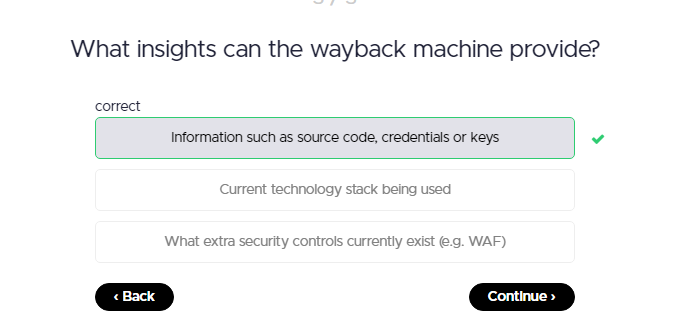 What insights can the wayback machine provide?
correct
Information such as source code, credentials or keys
Current technology stack being used
What extra security controls currently exist (e.g. WAF)
‹ Back
Continue ›